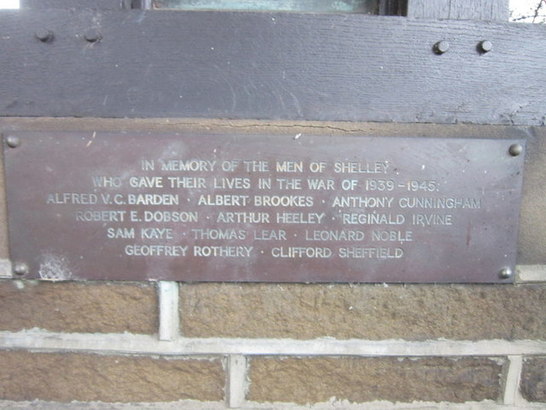 IN MEMORY OF THE MEN OF SHELLEY
WHO GAVE THEIR LIVES IN THE WAR OF 1939-1945.
ALFRED V.C. BARDEN · ALBERT BROOKES · ANTHONY CUNNINGHAM
ROBERT E. DOBSON · ARTHUR HEELEY · REGINALD IRVINE
SAM KAYE · THOMAS LEAR · LEONARD NOBLE
GEOFFREY ROTHERY · CLIFFORD SHEFFIELD